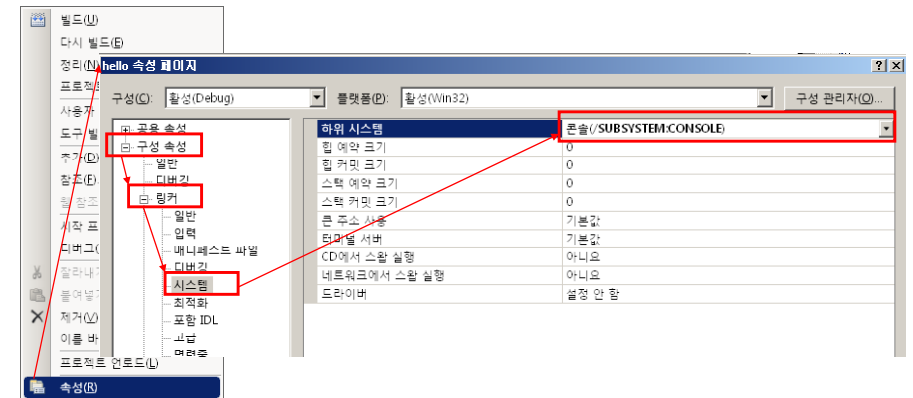 빌드(U)
다시 빌드(E)
정리(N)
hello 속성 페이지
구성(C):
활성(Debug)
플랫폼(P):
활성(Win32)
구성 관리자(O)...
사용자
도구 빌
추가(D)
참조(E)
시작 프
디버그(
잘라내기
붙여넣기
제거(V)
이름 바
프로젝트 언로드(L)
속성(R)
공용 속성
구성 속성
일반
디버깅
링커
일반
입력
매니페스트 파일
디버깅
시스템
최적화
포함 IDL
고급
명령줄
하위 시스템 콘솔(/SUBSYSTEM:CONSOLE)
힙 예약 크기 0
힙 커밋 크기 0
스택 예약 크기 0
스택 커밋 크기 0
큰 주소 사용 기본값
터미널 서버 기본값
CD에서 스왑 실행 아니요
네트워크에서 스왑 실행 아니요
드라이버 설정 안 함